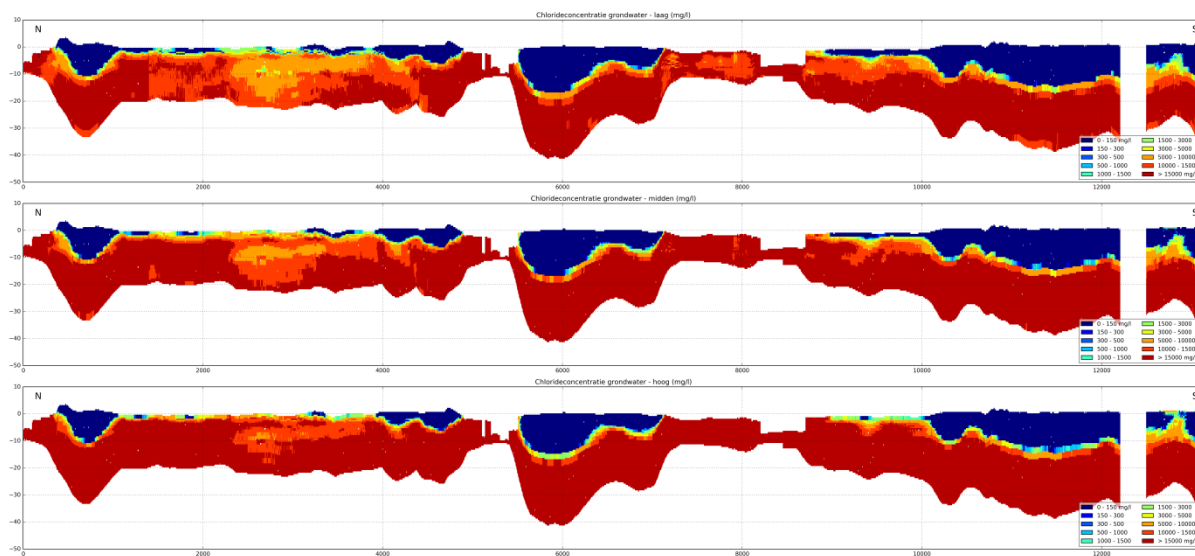 Chlorideconcentratie grondwater - laag (mg/l)
10
N
S
0
−10
−20
−30
−40
−50
0 - 150 mg/l
1500 - 3000
150 - 300
3000 - 5000
300 - 500
5000 - 10000
500 - 1000
10000 - 1500
1000 - 1500
> 15000 mg/
0
2000
4000
6000
8000
10000
12000
Chlorideconcentratie grondwater - midden (mg/l)
10
N
S
0
−10
−20
−30
−40
−50
0 - 150 mg/l
1500 - 3000
150 - 300
3000 - 5000
300 - 500
5000 - 10000
500 - 1000
10000 - 1500
1000 - 1500
> 15000 mg/
0
2000
4000
6000
8000
10000
12000
Chlorideconcentratie grondwater - hoog (mg/l)
10
N
S
0
−10
−20
−30
−40
−50
0 - 150 mg/l
1500 - 3000
150 - 300
3000 - 5000
300 - 500
5000 - 10000
500 - 1000
10000 - 1500
1000 - 1500
> 15000 mg/
0
2000
4000
6000
8000
10000
12000